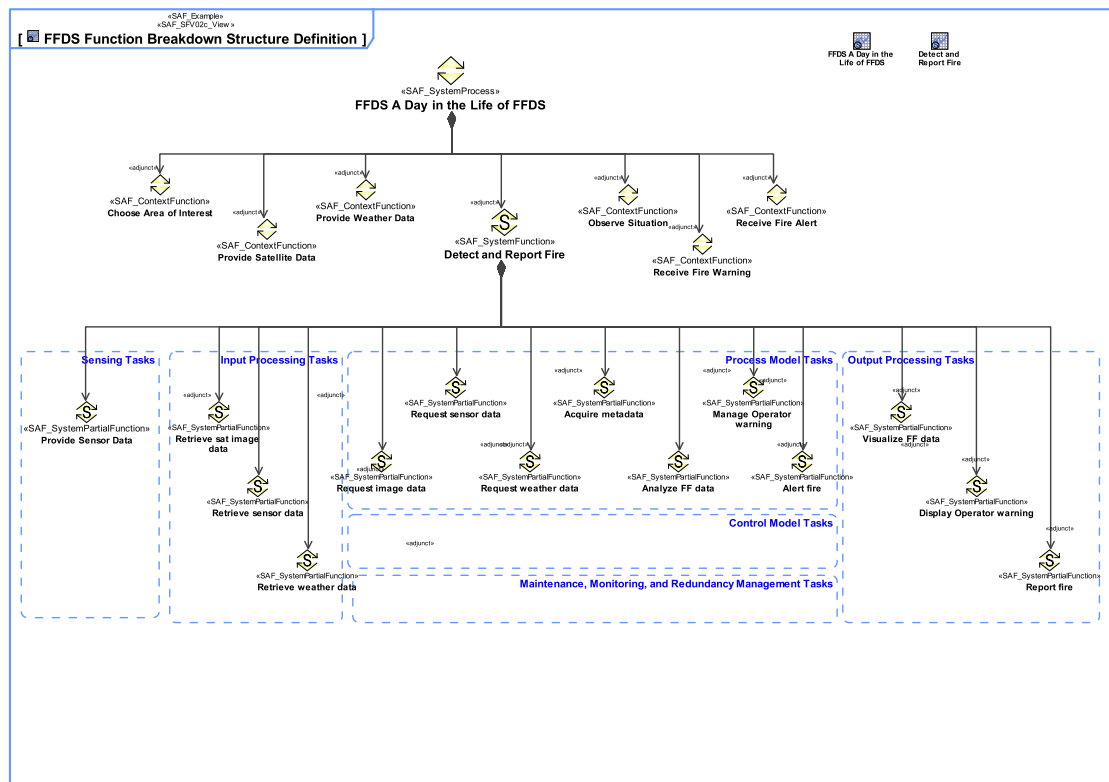 «SAF_Example»
«SAF_SFV02c_View »
[ FFDS Function Breakdown Structure Definition ]
FFDS A Day in the
Life of FFDS
Detect and
Report Fire
«SAF_SystemProcess»
FFDS A Day in the Life of FFDS
«adjunct»
«SAF_ContextFunction»
Choose Area of Interest
«adjunct»
«SAF_ContextFunction»
Provide Satellite Data
«adjunct»
«SAF_ContextFunction»
Provide Weather Data
«adjunct»
«SAF_SystemFunction»
Detect and Report Fire
«adjunct»
«SAF_ContextFunction»
Observe Situation
«adjunct»
«SAF_ContextFunction»
Receive Fire Warning
«adjunct»
«SAF_ContextFunction»
Receive Fire Alert
Sensing Tasks
«SAF_SystemPartialFunction»
Provide Sensor Data
Input Processing Tasks
«adjunct»
«adjunct»
«SAF_SystemPartialFunction»
Retrieve sat image
data
«SAF_SystemPartialFunction»
Retrieve sensor data
«SAF_SystemPartialFunction»
Retrieve weather data
Process Model Tasks
«adjunct»
«adjunct»
«adjunct»
«SAF_SystemPartialFunction»
Request sensor data
«SAF_SystemPartialFunction»
Acquire metadata
«adjunct»
«SAF_SystemPartialFunction»
Manage Operator
warning
«adjunct»
«adjunct»
«adjunct»
«adjunct»
«SAF_SystemPartialFunction»
Request image data
«SAF_SystemPartialFunction»
Request weather data
«SAF_SystemPartialFunction»
Analyze FF data
«SAF_SystemPartialFunction»
Alert fire
Control Model Tasks
«adjunct»
Maintenance, Monitoring, and Redundancy Management Tasks
Output Processing Tasks
«adjunct»
«SAF_SystemPartialFunction»
Visualize FF data
«adjunct»
«adjunct»
«SAF_SystemPartialFunction»
Display Operator warning
«adjunct»
«SAF_SystemPartialFunction»
Report fire